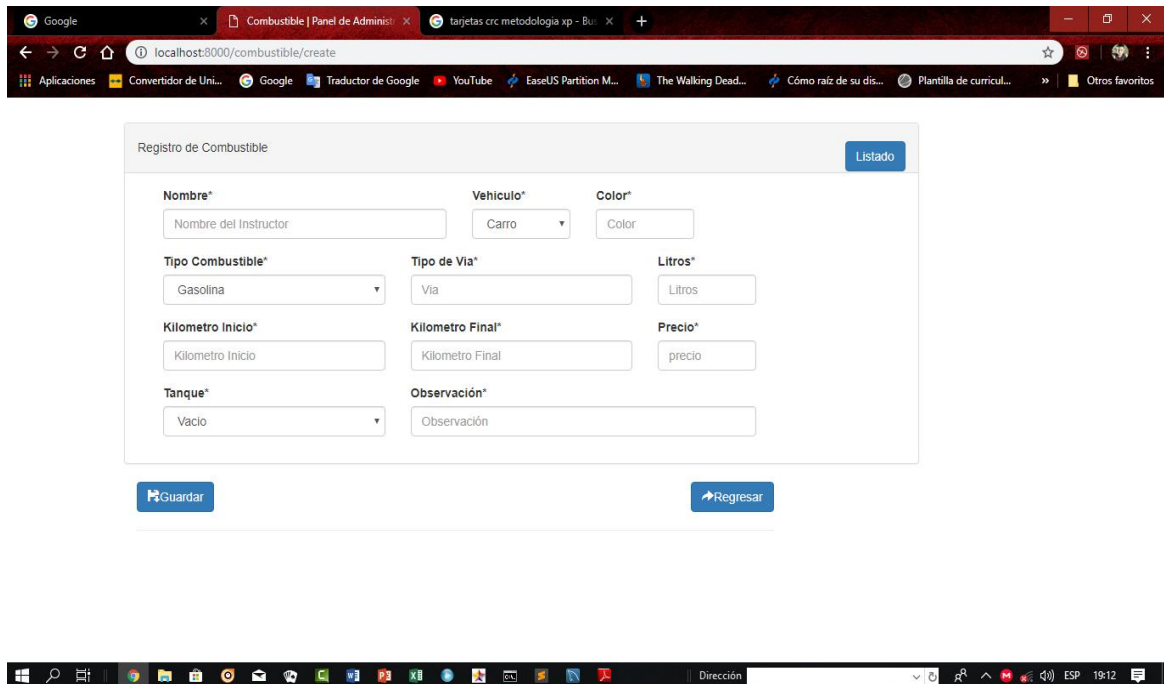 Google
Combustible | Panel de Administ
tarjetas crc metodologia xp - Bus
localhost:8000/combustible/create
Aplicaciones
Convertidor de Uni...
Google
Traductor de Google
YouTube
EaseUS Partition M...
The Walking Dead...
Cómo raíz de su dis...
Plantilla de curricul...
»
Otros favoritos
Registro de Combustible
Listado
Nombre* Vehiculo* Color*
Nombre del Instructor Carro Color
Tipo Combustible* Tipo de Via* Litros*
Gasolina Via Litros
Kilometro Inicio* Kilometro Final* Precio*
Kilometro Inicio Kilometro Final precio
Tanque* Observación*
Vacio Observación
Guardar Regresar
Dirección ESP 19:12